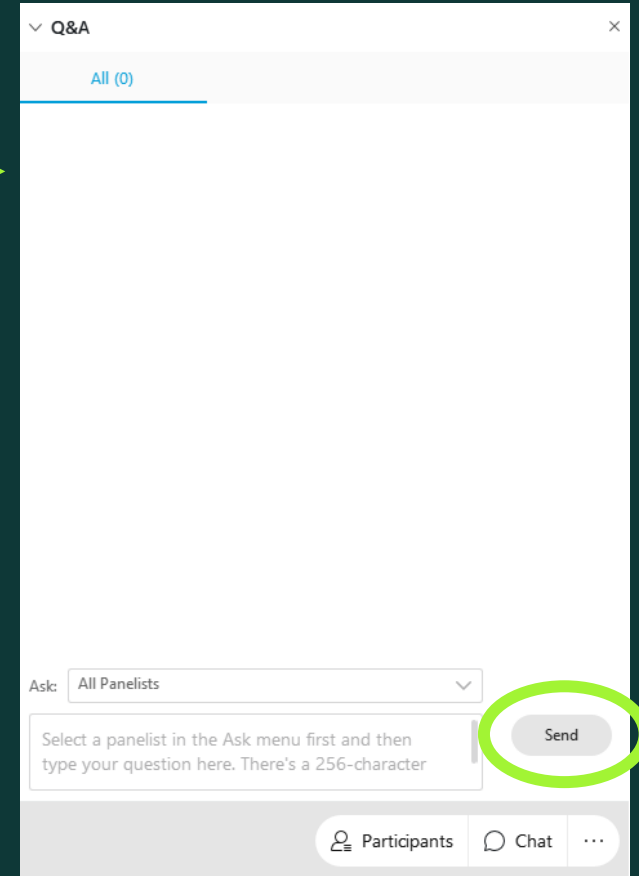 Q&A
All (0)
Ask: All Panelists
Select a panelist in the Ask menu first and then
type your question here. There's a 256-character
Send
Participants Chat ...